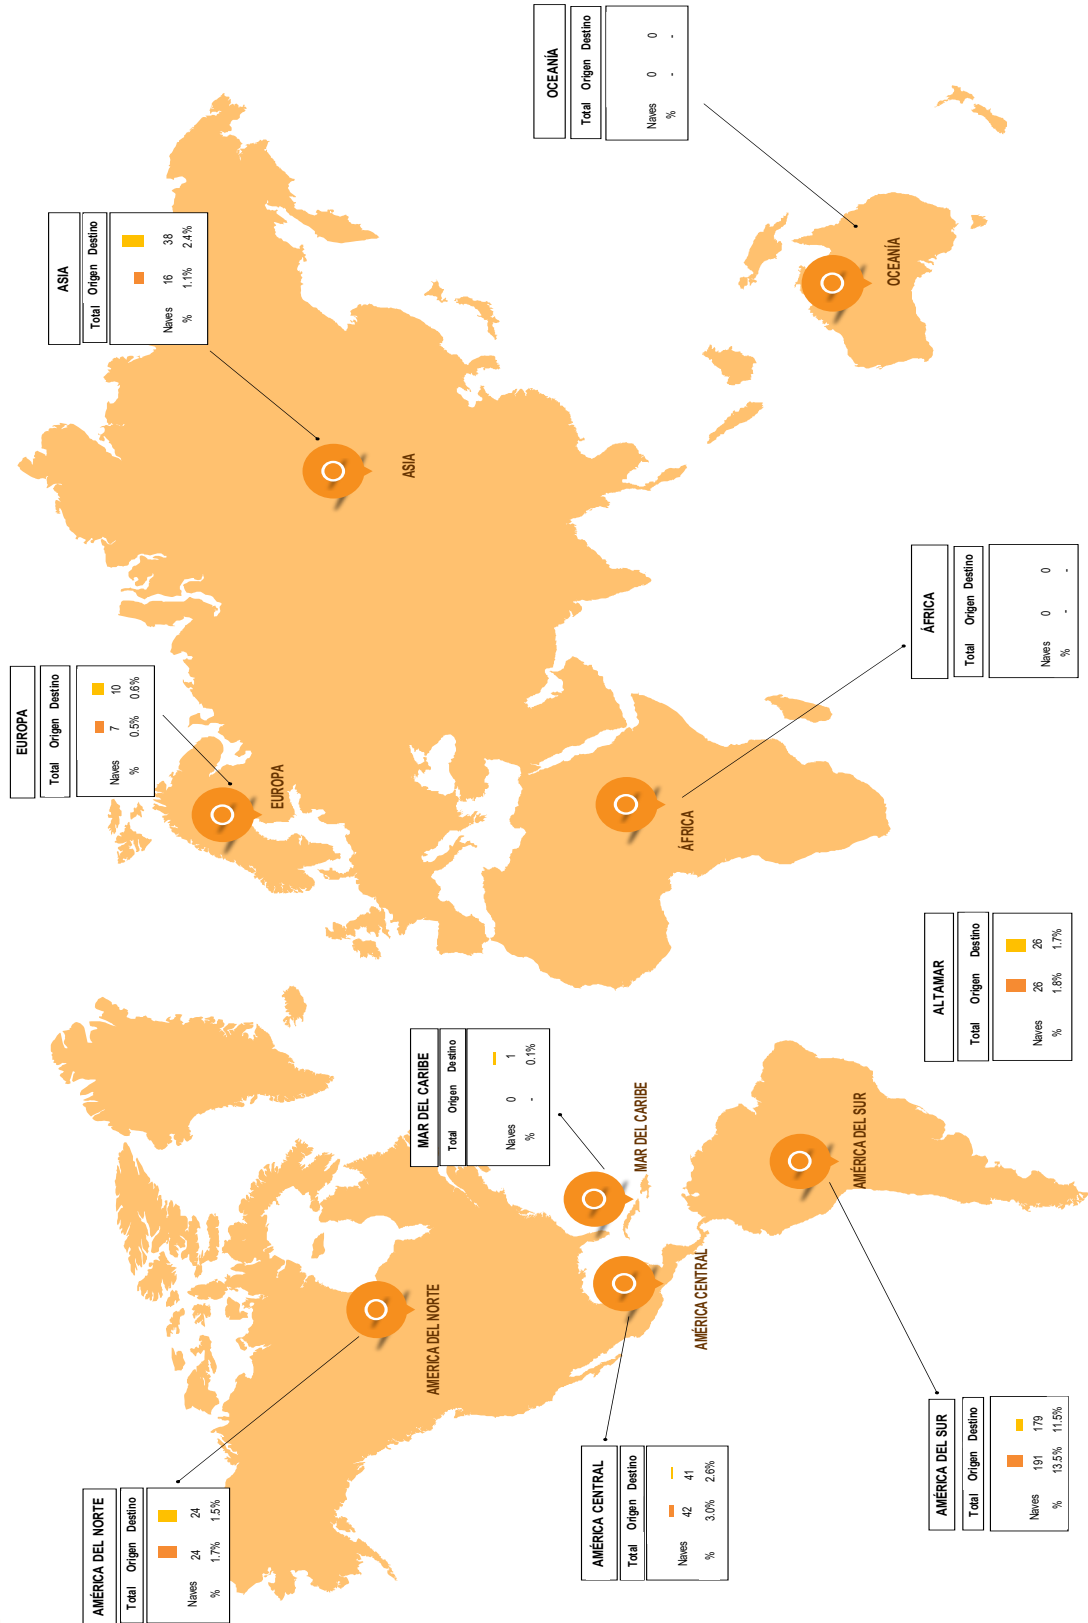 EUROPA
Total Origen Destino
Naves 7 10
% 0.5% 0.6%
ASIA
Total Origen Destino
Naves 16 38
% 1.1% 2.4%
AMÉRICA DEL NORTE
Total Origen Destino
Naves 24 24
% 1.7% 1.5%
MAR DEL CARIBE
Total Origen Destino
Naves 0 1
% - 0.1%
OCEANÍA
Total Origen Destino
Naves 0 0
% - -
AMÉRICA CENTRAL
Total Origen Destino
Naves 42 41
% 3.0% 2.6%
AMÉRICA DEL SUR
Total Origen Destino
Naves 191 179
% 13.5% 11.5%
ALTAMAR
Total Origen Destino
Naves 26 26
% 1.8% 1.7%
ÁFRICA
Total Origen Destino
Naves 0 0
% - -
EUROPA
ASIA
AMERICA DEL NORTE
MAR DEL CARIBE
AMÉRICA CENTRAL
ÁFRICA
AMÉRICA DEL SUR
OCEANÍA